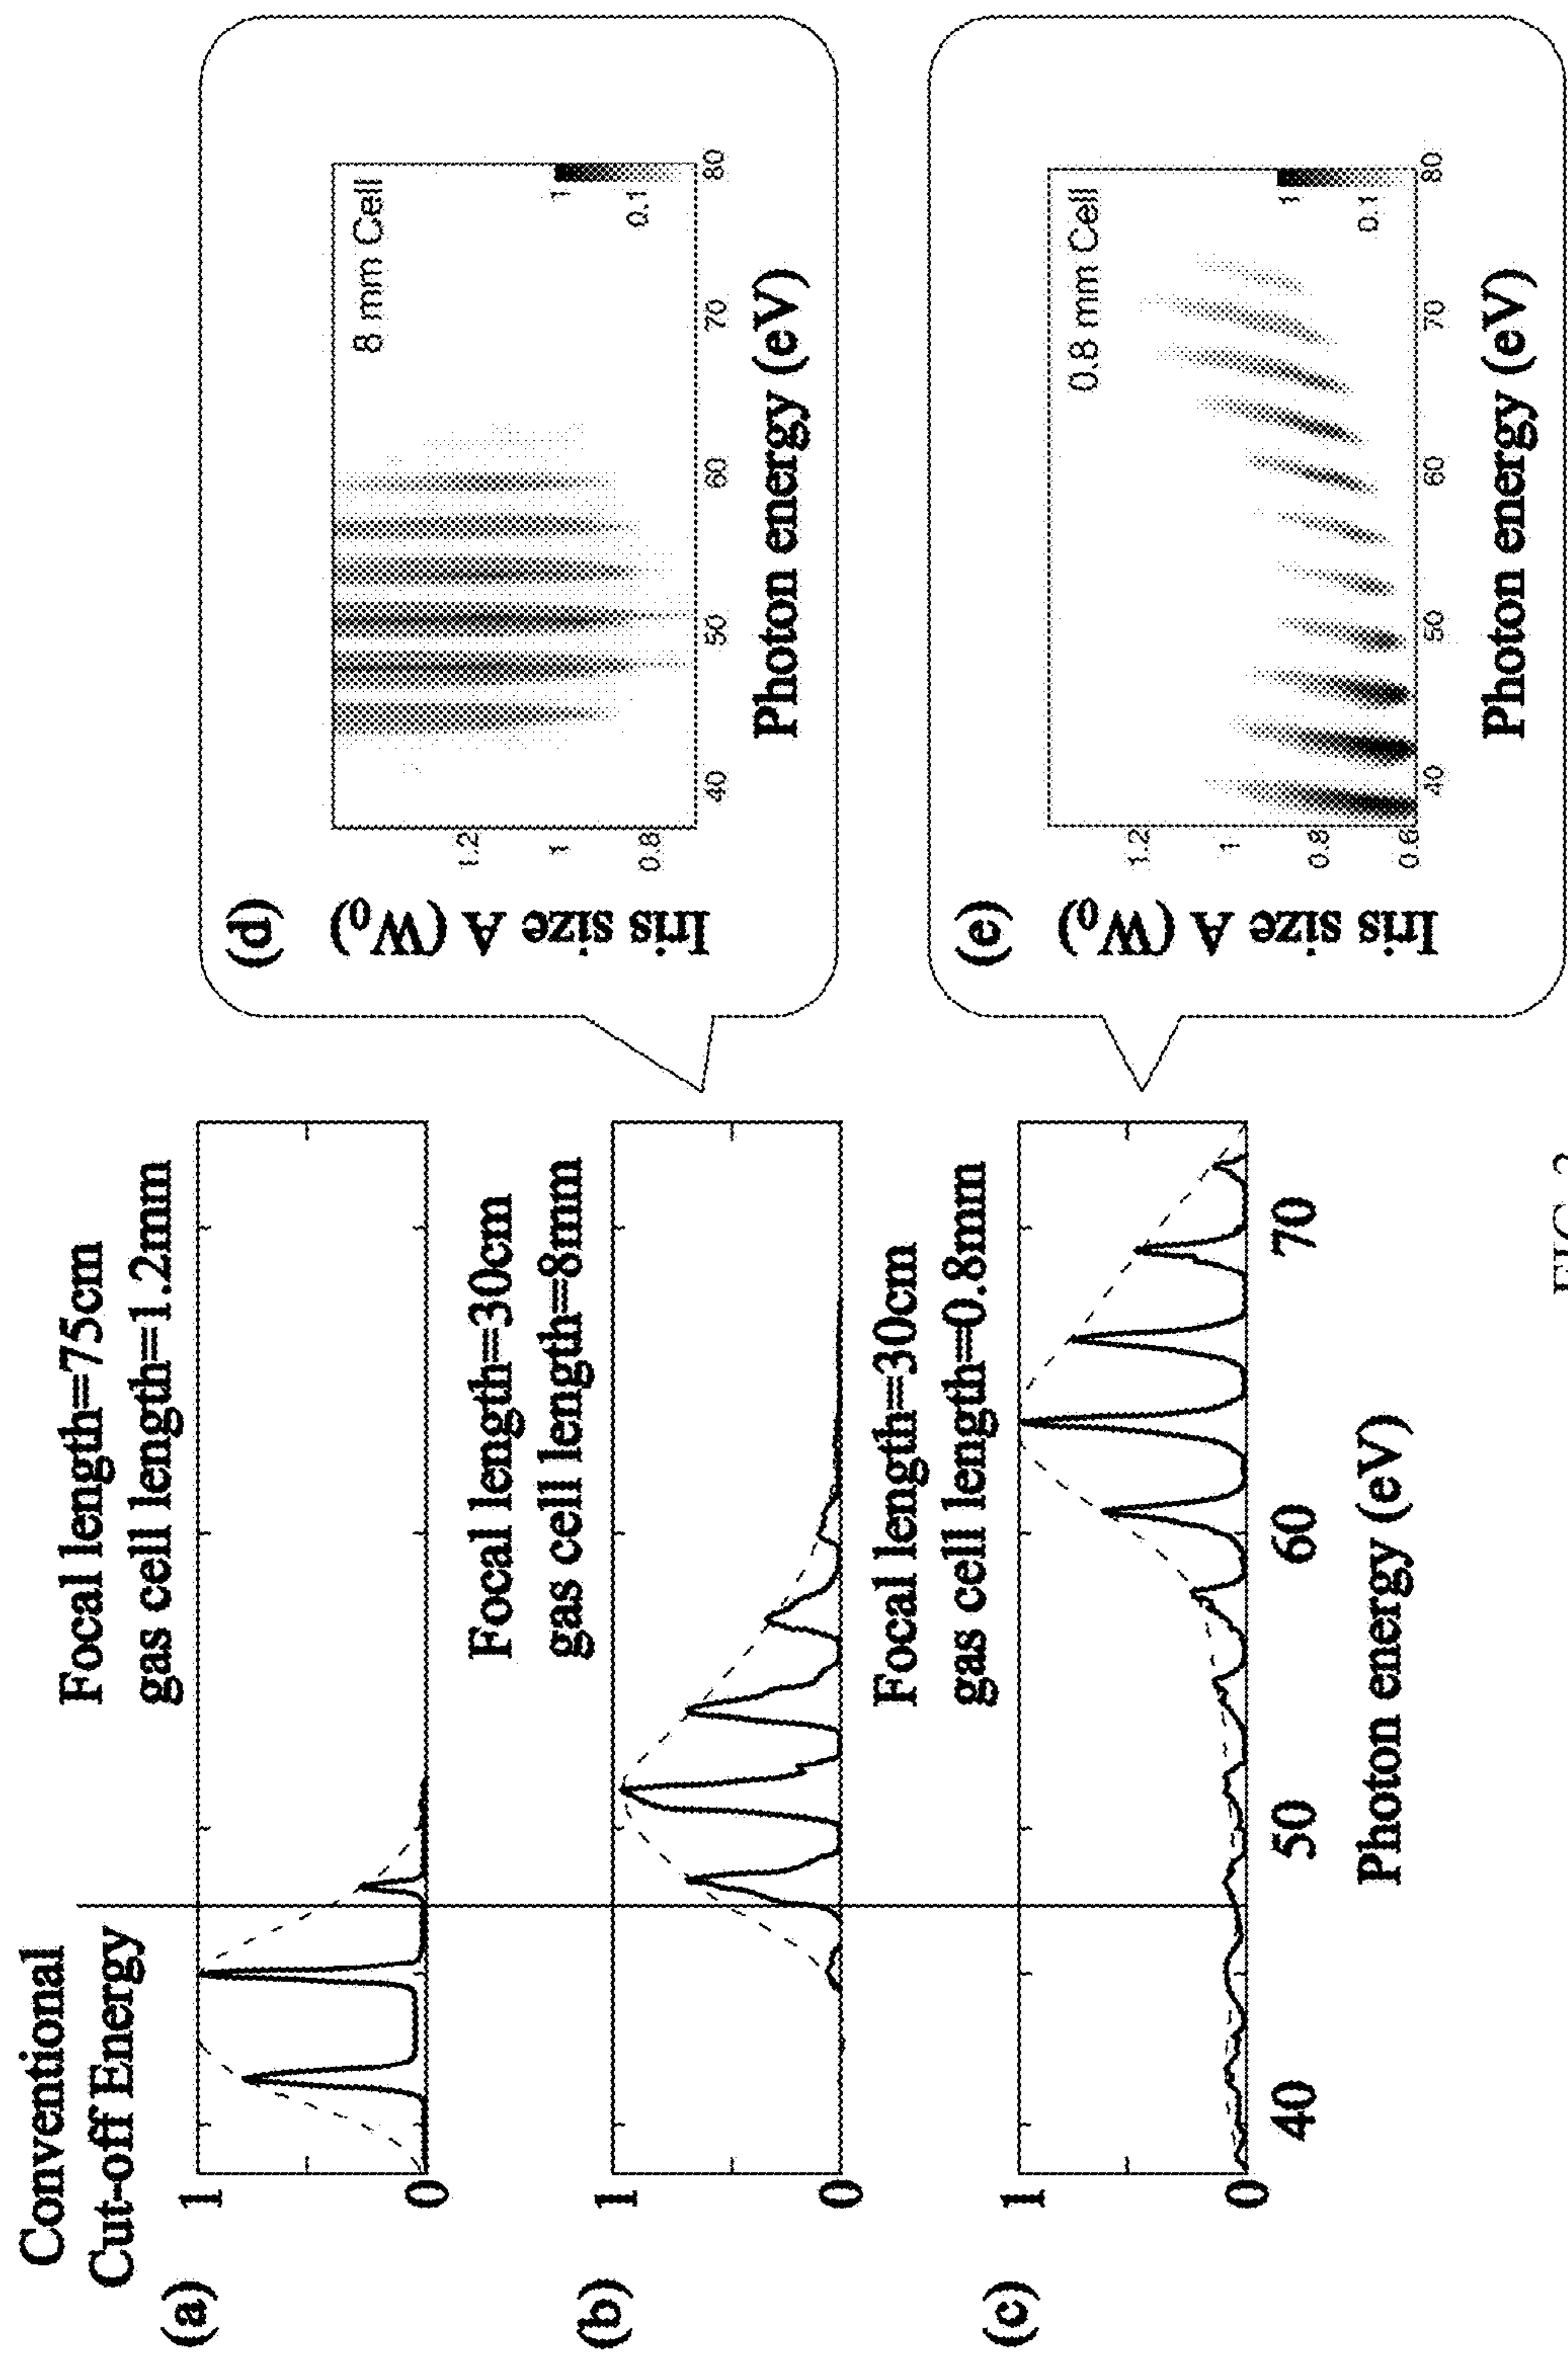 Conventional
Cut-off Energy
(a)
Focal length=75cm
gas cell length=1.2mm
1
0
(b)
Focal length=30cm
gas cell length=8mm
1
0
(c)
Focal length=30cm
gas cell length=0.8mm
1
0
40 50 60 70
Photon energy (eV)
(d)
8 mm Cell
Iris size A (W₀)
1.2
1
0.8
1
0.1
40 50 60 70 80
Photon energy (eV)
(e)
0.8 mm Cell
Iris size A (W₀)
1.2
1
0.8
0.6
1
0.1
40 50 60 70 80
Photon energy (eV)